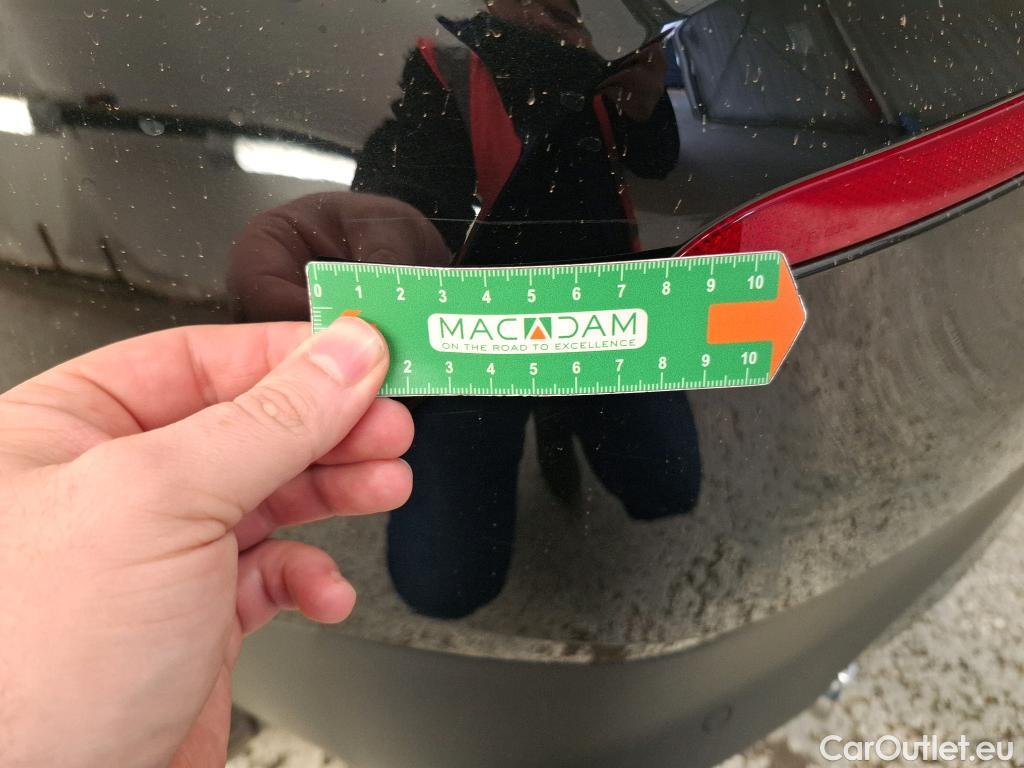 0 1 2 3 4 5 6 7 8 9 10
MACADAM
ON THE ROAD TO EXCELLENCE
2 3 4 5 6 7 8 9 10
CarOutlet.eu